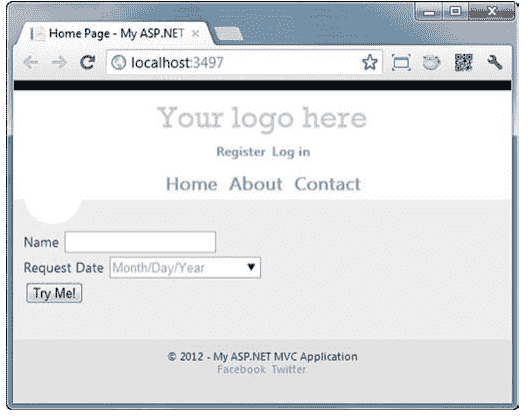 Home Page - My ASP.NET
localhost:3497
Your logo here
Register Log in
Home About Contact
Name
Request Date Month/Day/Year
Try Me!
© 2012 - My ASP.NET MVC Application
Facebook Twitter